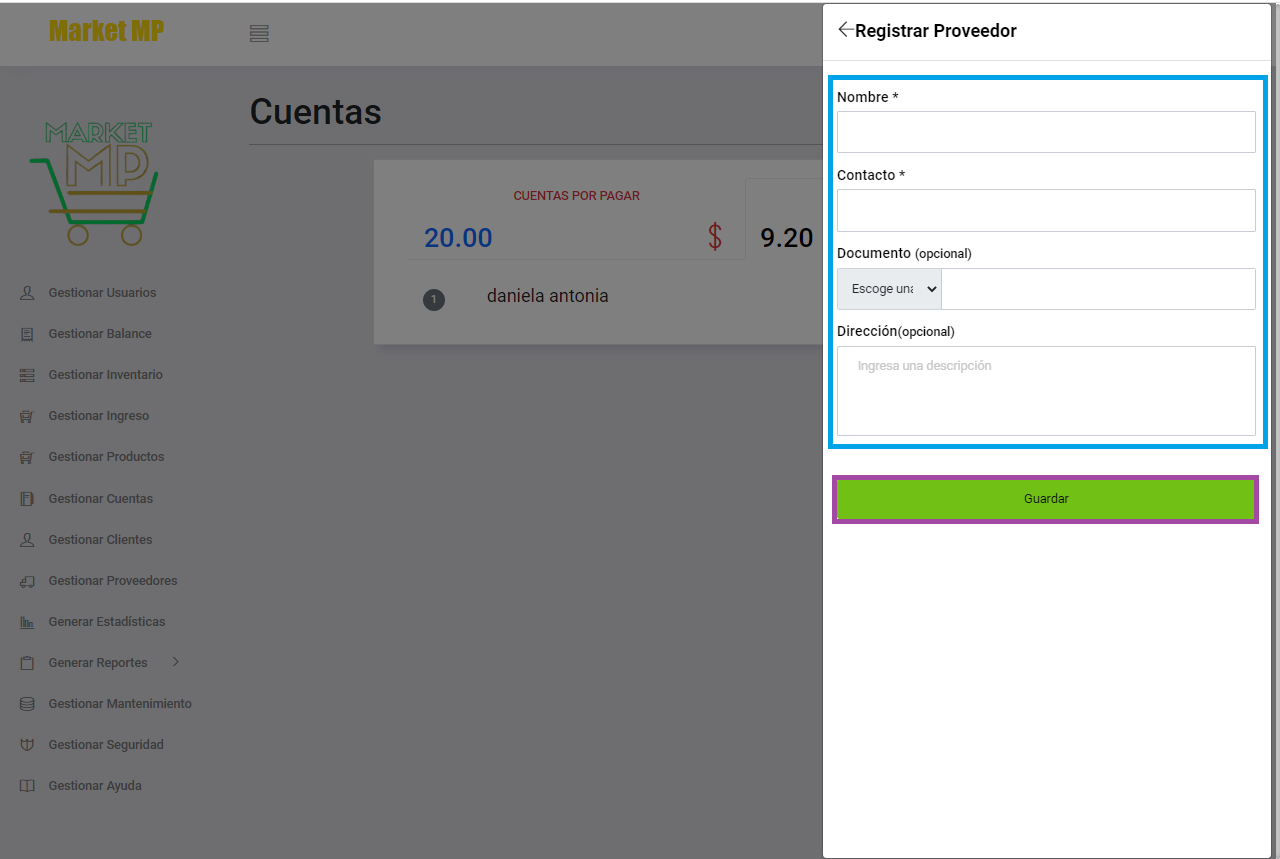 Market MP
MARKET
MP
Gestionar Usuarios
Gestionar Balance
Gestionar Inventario
Gestionar Ingreso
Gestionar Productos
Gestionar Cuentas
Gestionar Clientes
Gestionar Proveedores
Generar Estadísticas
Generar Reportes
Gestionar Mantenimiento
Gestionar Seguridad
Gestionar Ayuda
Cuentas
CUENTAS POR PAGAR
20.00 $
9.20
1 daniela antonia
Registrar Proveedor
Nombre *
Contacto *
Documento (opcional)
Escoge una
Dirección(opcional)
Ingresa una descripción
Guardar